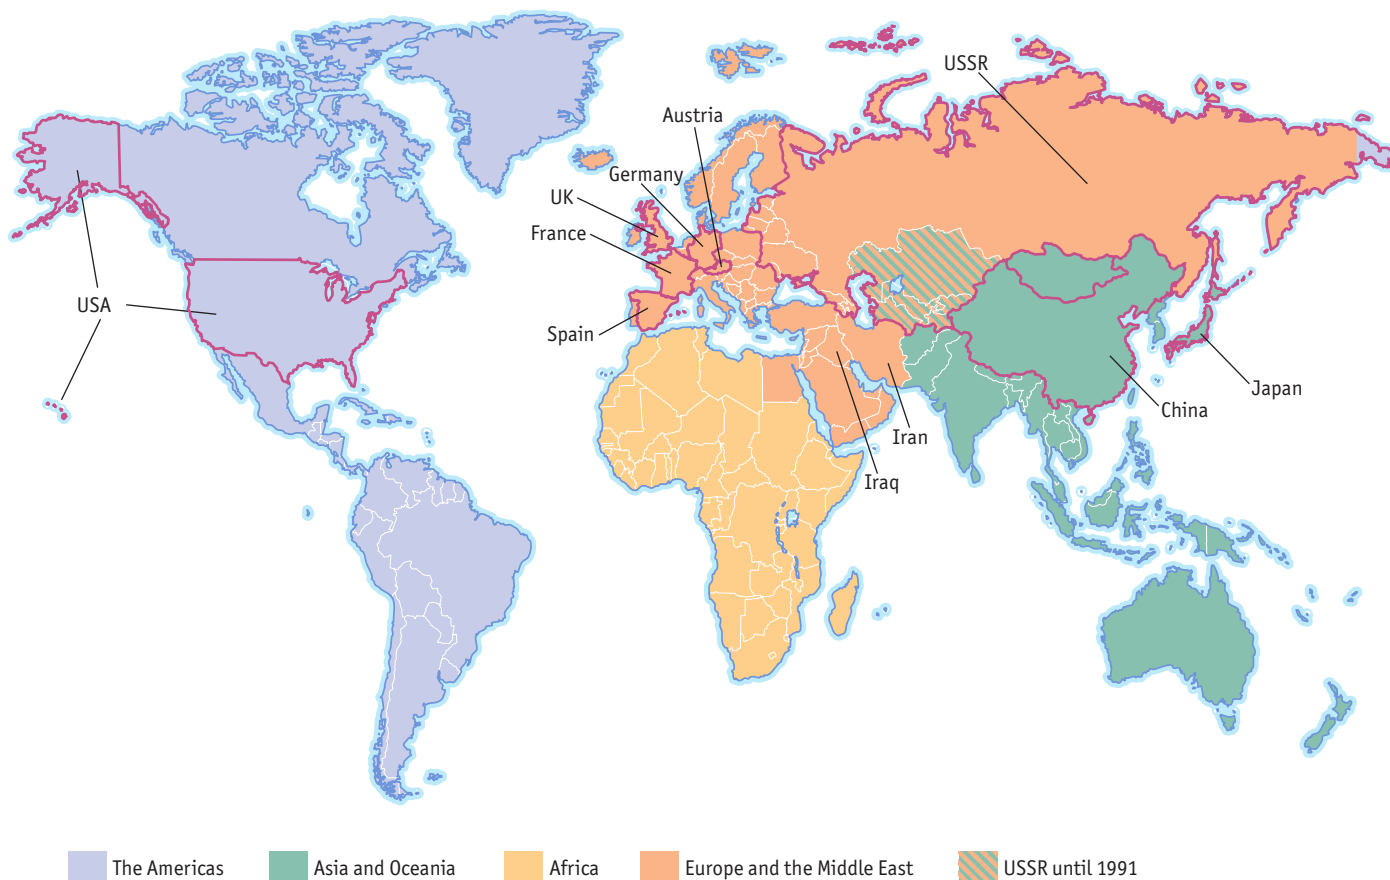 USSR
Austria
Germany
UK
France
USA
Spain
Japan
China
Iran
Iraq
The Americas
Asia and Oceania
Africa
Europe and the Middle East
USSR until 1991